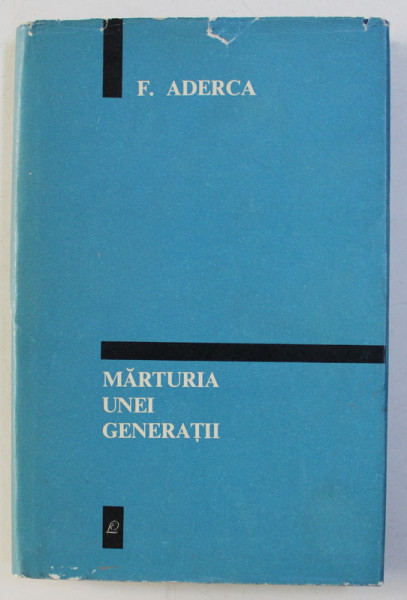 F. ADERCA
MĂRTURIA
UNEI
GENERAȚII